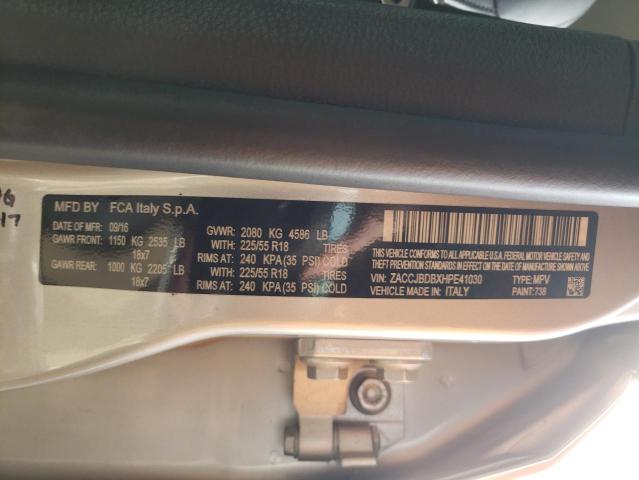 MFD BY FCA Italy S.p.A.
DATE OF MFR: 09/16 GVWR: 2080 KG 4586 LB
GAWR FRONT: 1150 KG 2535 LB WITH: 225/55 R18 TIRES
18x7 RIMS AT: 240 KPA(35 PSI) COLD
GAWR REAR: 1000 KG 2205 LB WITH: 225/55 R18 TIRES
18x7 RIMS AT: 240 KPA(35 PSI) COLD
THIS VEHICLE CONFORMS TO ALL APPLICABLE U.S.A. FEDERAL MOTOR VEHICLE SAFETY,
BUMPER, AND THEFT PREVENTION STANDARDS IN EFFECT ON THE DATE OF MANUFACTURE SHOWN ABOVE
VIN: ZACCJBDBXHPE41030 TYPE: MPV
VEHICLE MADE IN: ITALY PAINT: 738
17